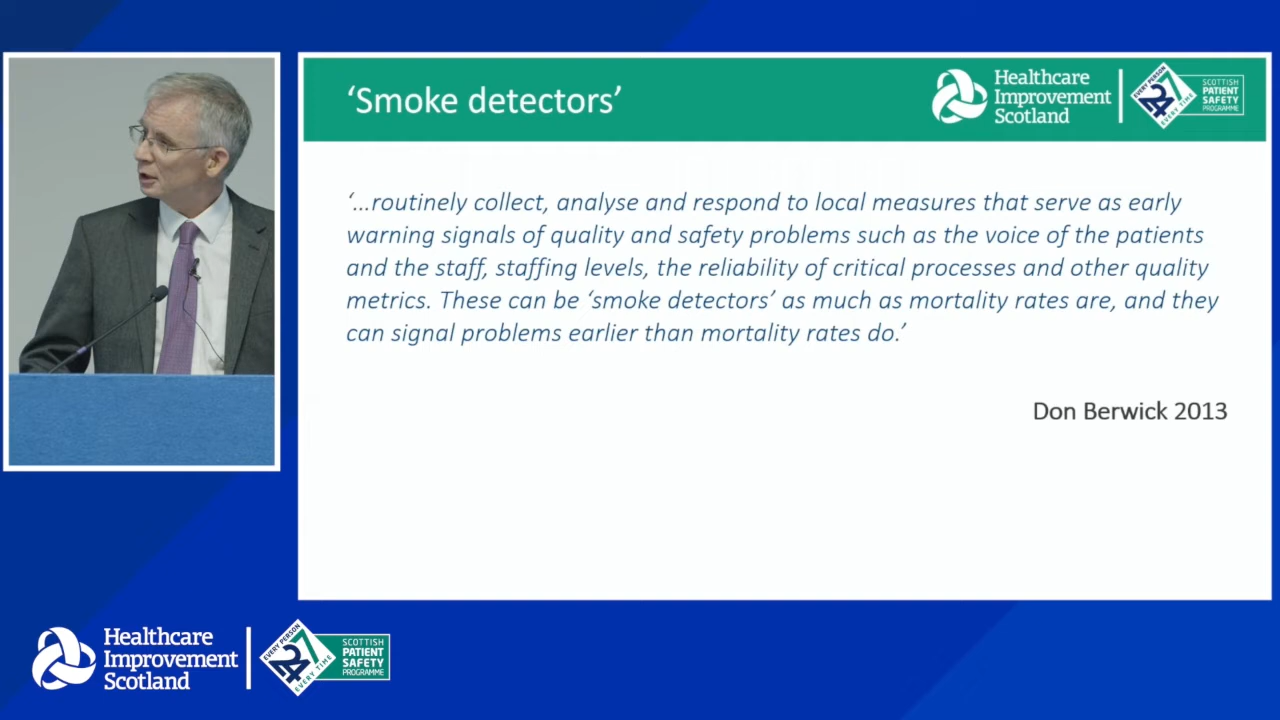 ‘Smoke detectors’
Healthcare
Improvement
Scotland
EVERY PERSON
24
7
EVERY TIME
SCOTTISH
PATIENT
SAFETY
PROGRAMME
‘...routinely collect, analyse and respond to local measures that serve as early
warning signals of quality and safety problems such as the voice of the patients
and the staff, staffing levels, the reliability of critical processes and other quality
metrics. These can be ‘smoke detectors’ as much as mortality rates are, and they
can signal problems earlier than mortality rates do.’
Don Berwick 2013
Healthcare
Improvement
Scotland
EVERY PERSON
24
7
EVERY TIME
SCOTTISH
PATIENT
SAFETY
PROGRAMME